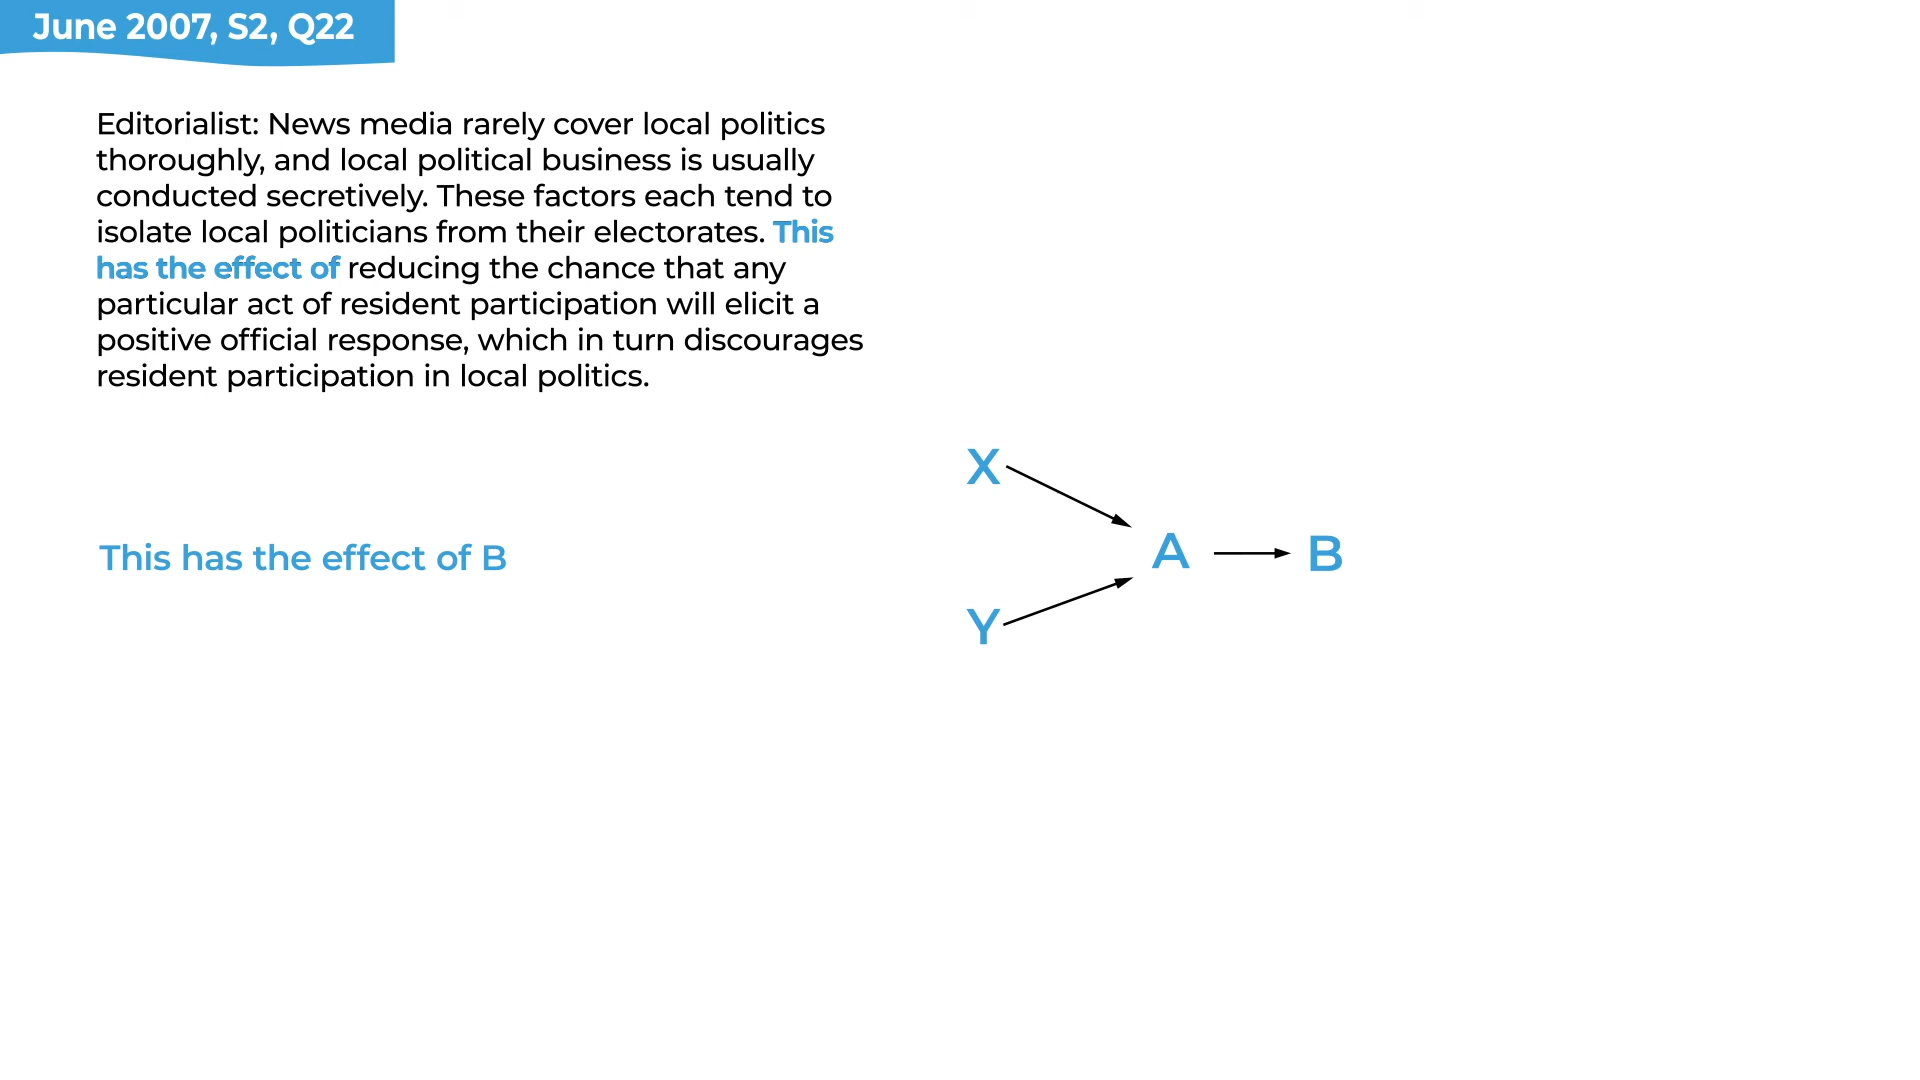 June 2007, S2, Q22
Editorialist: News media rarely cover local politics
thoroughly, and local political business is usually
conducted secretively. These factors each tend to
isolate local politicians from their electorates. This
has the effect of reducing the chance that any
particular act of resident participation will elicit a
positive official response, which in turn discourages
resident participation in local politics.
X
A
B
This has the effect of B
Y